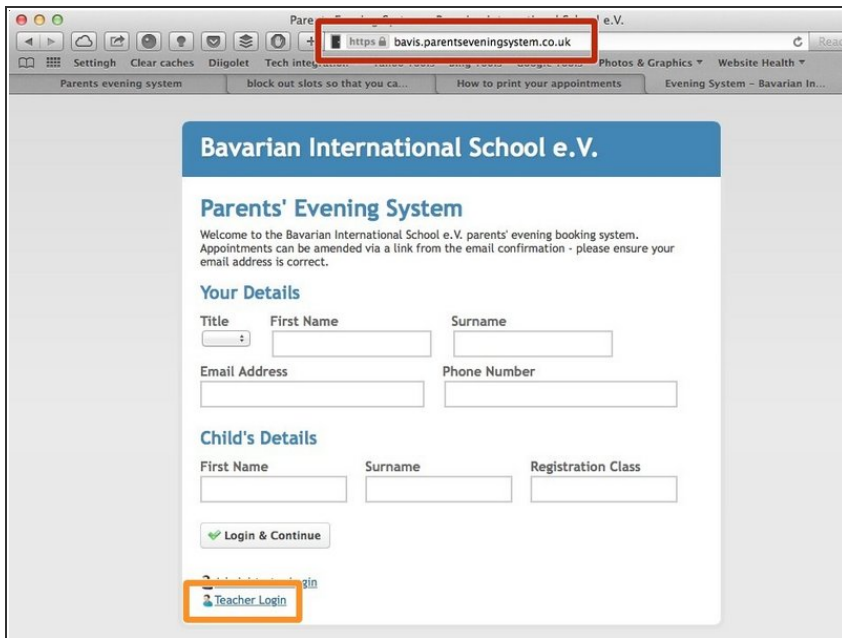 https bavis.parentseveningsystem.co.uk
Settingh Clear caches Diigolet Tech Photos & Graphics Website Health
Parents evening system block out slots so that you ca... How to print your appointments Evening System – Bavarian In...
Bavarian International School e.V.
Parents' Evening System
Welcome to the Bavarian International School e.V. parents' evening booking system.
Appointments can be amended via a link from the email confirmation - please ensure your
email address is correct.
Your Details
Title First Name Surname
Email Address Phone Number
Child's Details
First Name Surname Registration Class
Login & Continue
Teacher Login